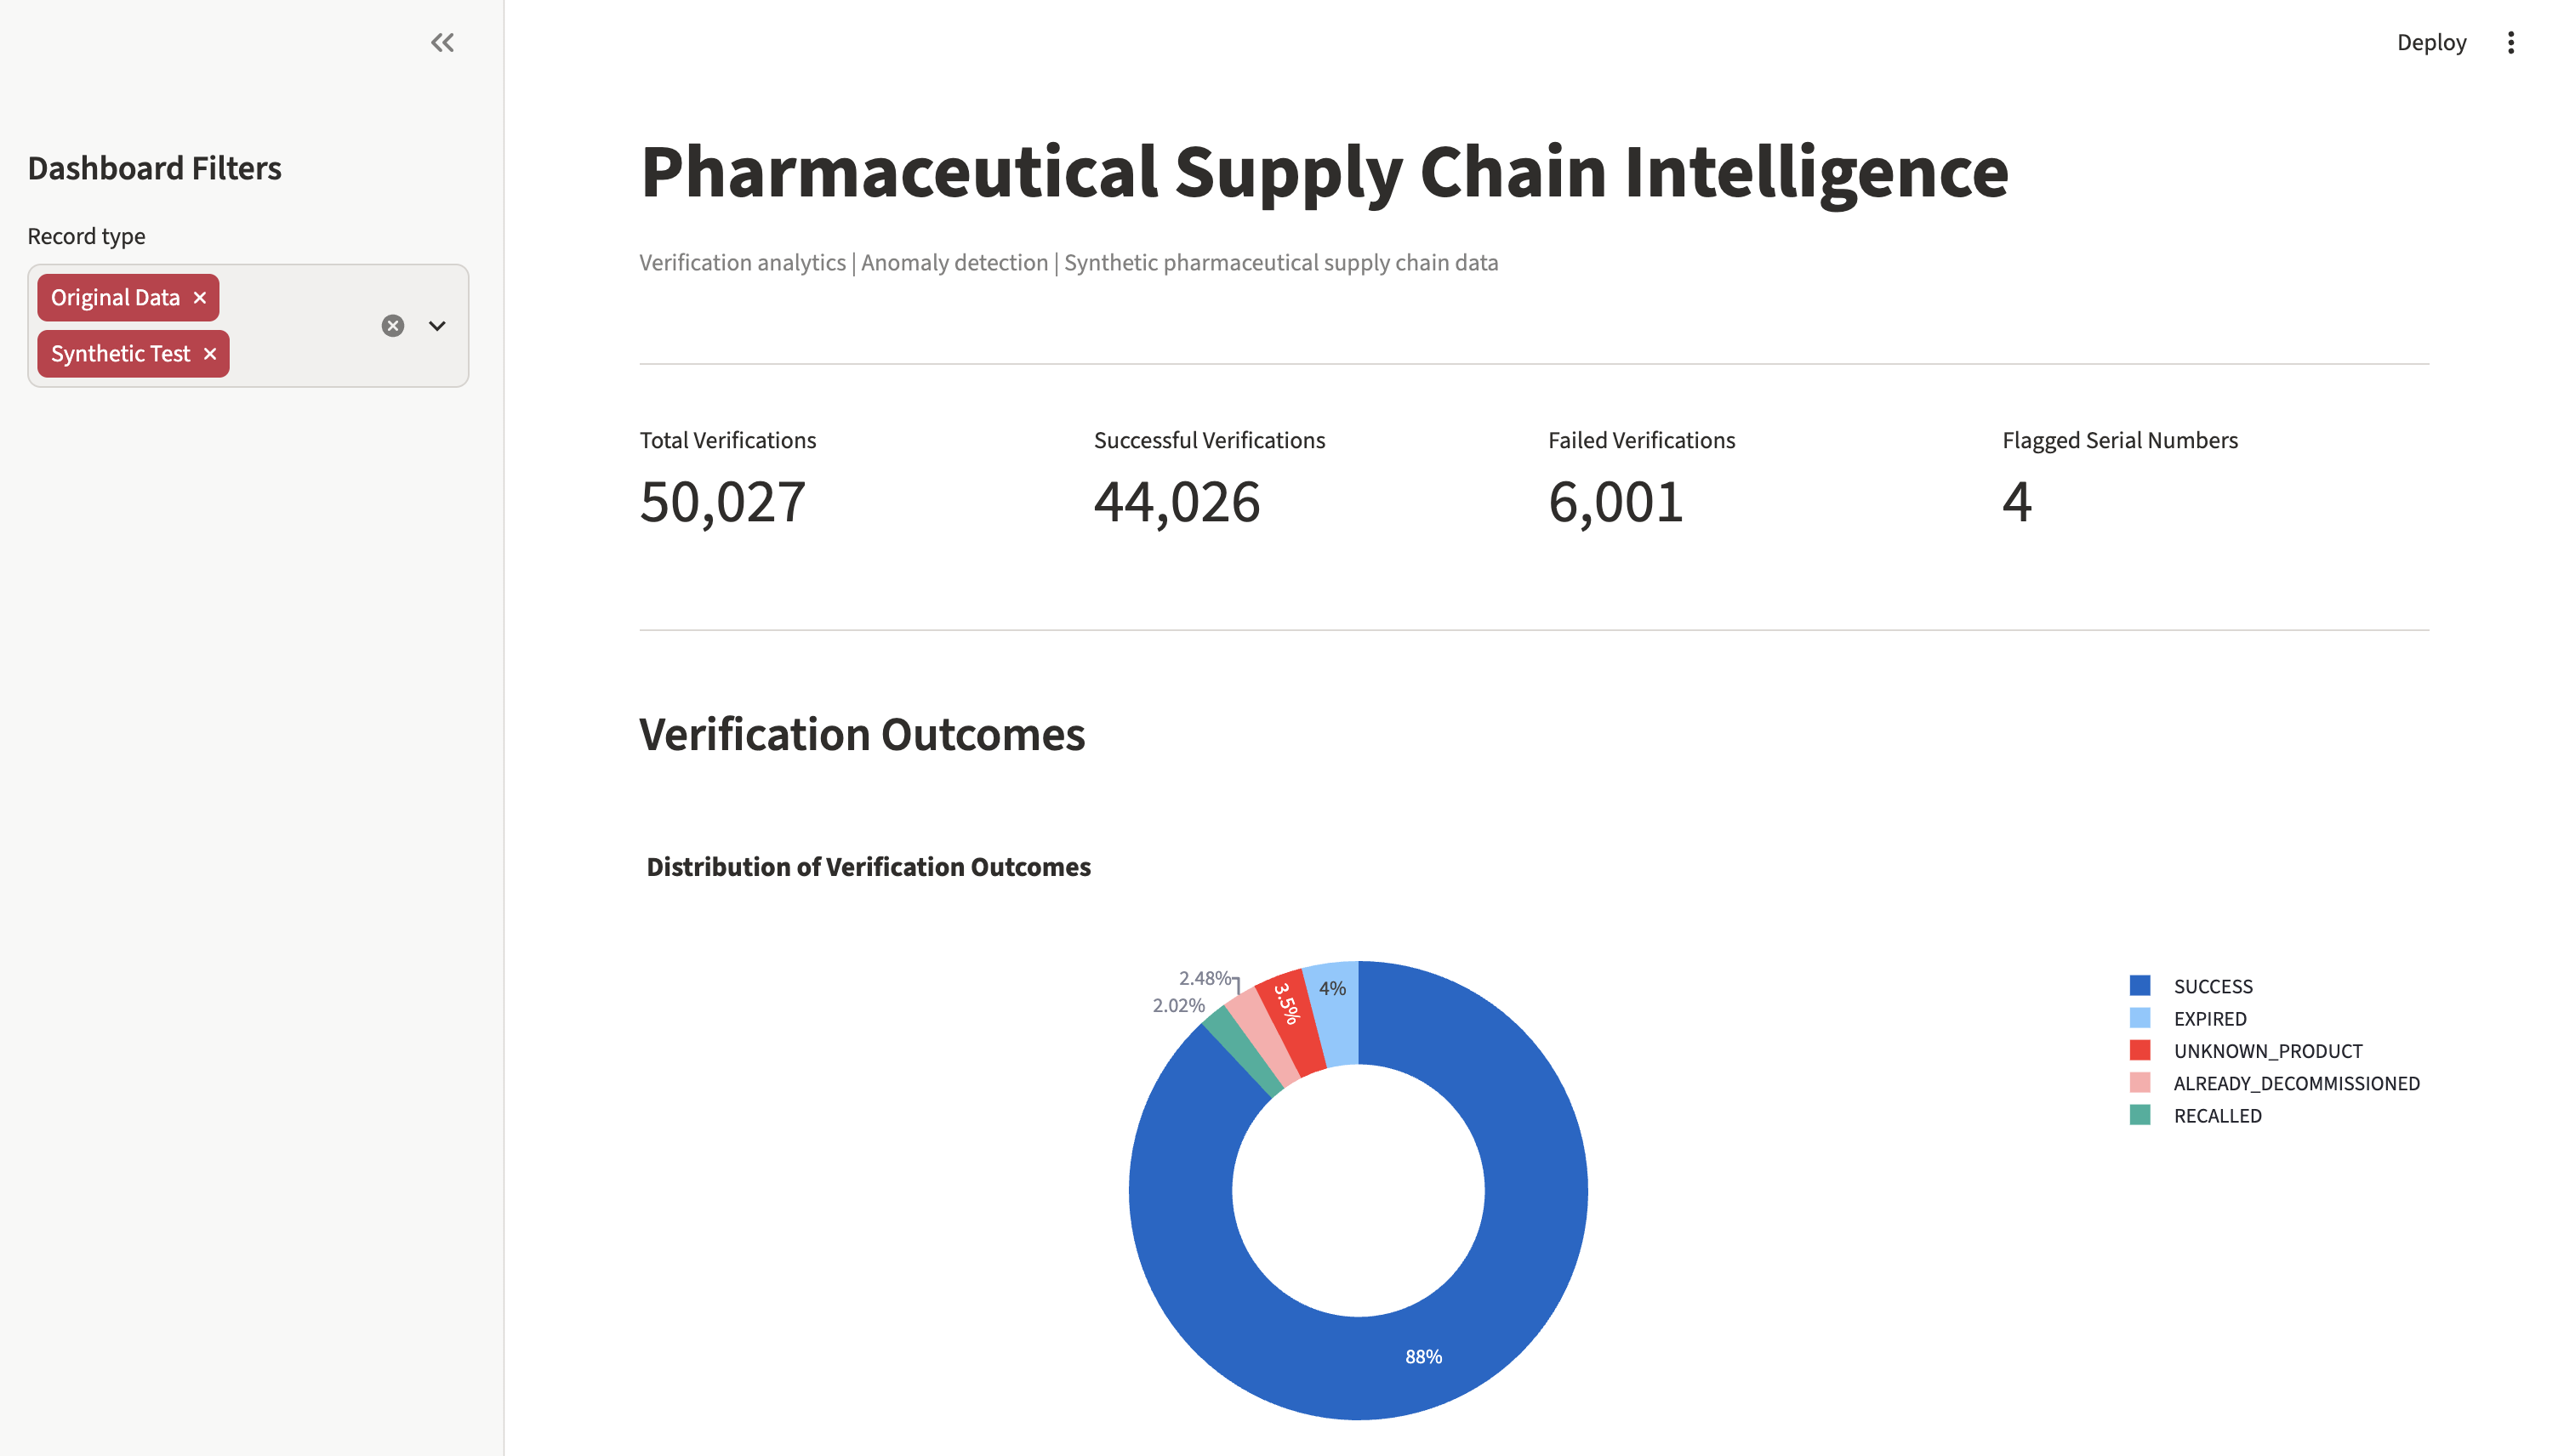 Deploy
Dashboard Filters
Record type
Original Data
Synthetic Test
Pharmaceutical Supply Chain Intelligence
Verification analytics | Anomaly detection | Synthetic pharmaceutical supply chain data
Total Verifications
50,027
Successful Verifications
44,026
Failed Verifications
6,001
Flagged Serial Numbers
4
Verification Outcomes
Distribution of Verification Outcomes
2.48%
2.02%
3.5%
4%
88%
SUCCESS
EXPIRED
UNKNOWN_PRODUCT
ALREADY_DECOMMISSIONED
RECALLED